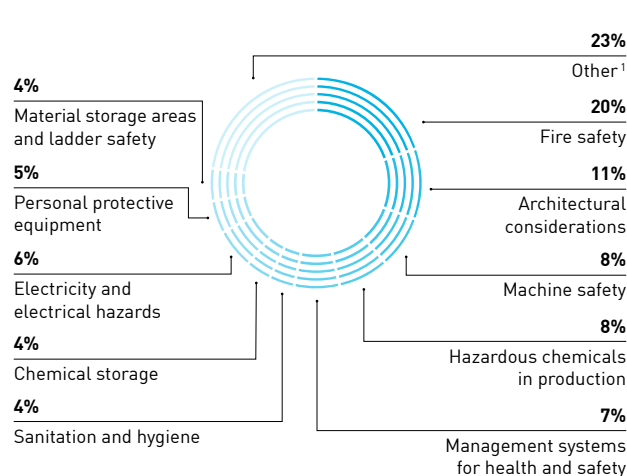 23%
Other 1
20%
Fire safety
11%
Architectural
considerations
8%
Machine safety
8%
Hazardous chemicals
in production
7%
Management systems
for health and safety
4%
Sanitation and hygiene
4%
Chemical storage
6%
Electricity and
electrical hazards
5%
Personal protective
equipment
4%
Material storage areas
and ladder safety